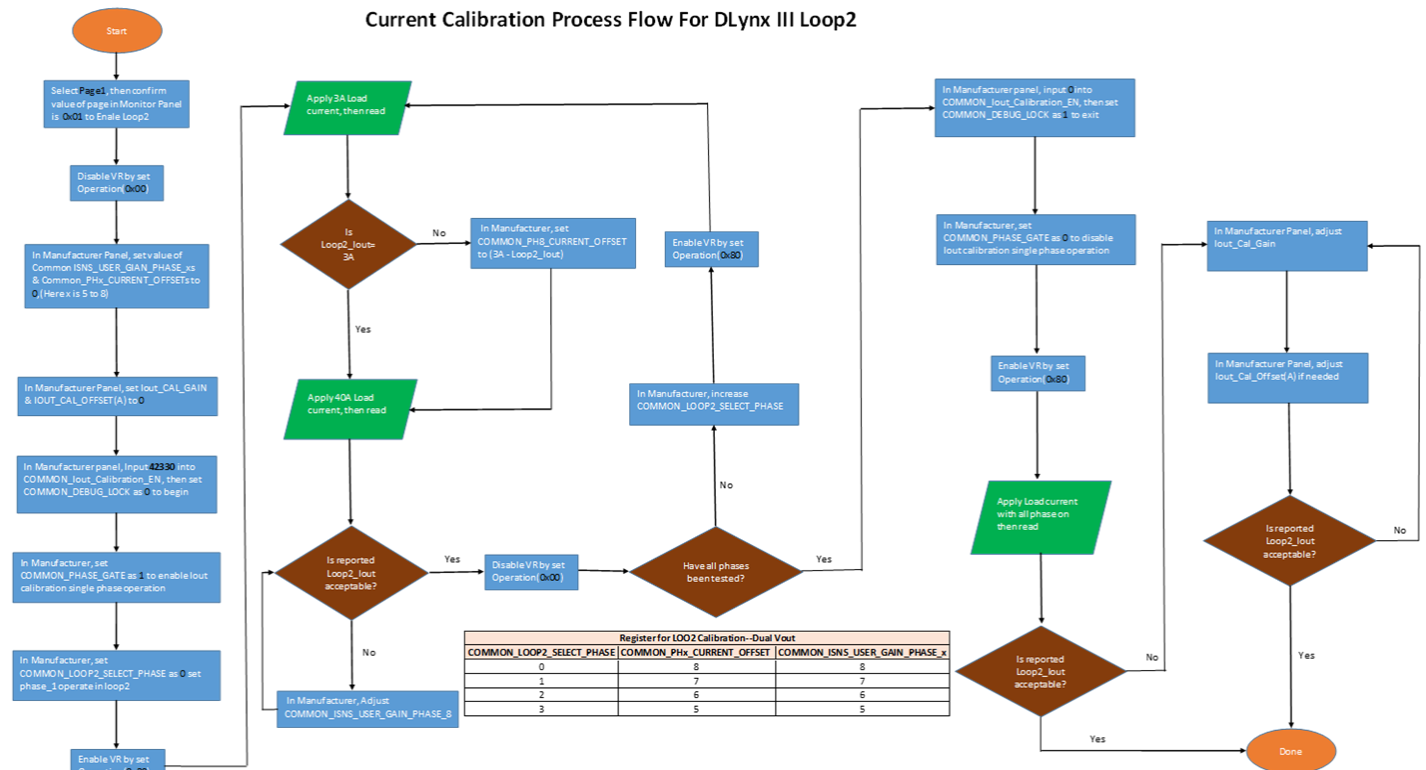 Current Calibration Process Flow For DLynx III Loop2
Start
Select Page1, then confirm
value of page in Monitor Panel
is 0x01 to Enale Loop2
Disable VR by set
Operation(0x00)
In Manufacturer Panel, set value of
Common ISNS_USER_GIAN_PHASE_xs
& Common_PHx_CURRENT_OFFSETs to
0 (Here x is 5 to 8)
In Manufacturer Panel, set Iout_CAL_GAIN
& IOUT_CAL_OFFSET(A) to 0
In Manufacturer panel, Input 42330 into
COMMON_Iout_Calibration_EN, then set
COMMON_DEBUG_LOCK as 0 to begin
In Manufacturer, set
COMMON_PHASE_GATE as 1 to enable Iout
calibration single phase operation
In Manufacturer, set
COMMON_LOOP2_SELECT_PHASE as 0 set
phase_1 operate in loop2
Enable VR by set
Apply 3A Load
current, then read
Is
Loop2_Iout=
3A
No
In Manufacturer, set
COMMON_PH8_CURRENT_OFFSET
to (3A - Loop2_Iout)
Yes
Apply 40A Load
current, then read
Is reported
Loop2_Iout
acceptable?
No
In Manufacturer, Adjust
COMMON_ISNS_USER_GAIN_PHASE_8
Yes
Disable VR by set
Operation(0x00)
Have all phases
been tested?
No
In Manufacturer, increase
COMMON_LOOP2_SELECT_PHASE
Enable VR by set
Operation(0x80)
Yes
Register for LOO2 Calibration--Dual Vout
COMMON_LOOP2_SELECT_PHASE COMMON_PHx_CURRENT_OFFSET COMMON_ISNS_USER_GAIN_PHASE_x
0 8 8
1 7 7
2 6 6
3 5 5
In Manufacturer panel, input 0 into
COMMON_Iout_Calibration_EN, then set
COMMON_DEBUG_LOCK as 1 to exit
In Manufacturer, set
COMMON_PHASE_GATE as 0 to disable
Iout calibration single phase operation
Enable VR by set
Operation(0x80)
Apply Load current
with all phase on
then read
Is reported
Loop2_Iout
acceptable?
No
Yes
In Manufacturer Panel, adjust
Iout_Cal_Gain
In Manufacturer Panel, adjust
Iout_Cal_Offset(A) if needed
Is reported
Loop2_Iout
acceptable?
No
Yes
Done